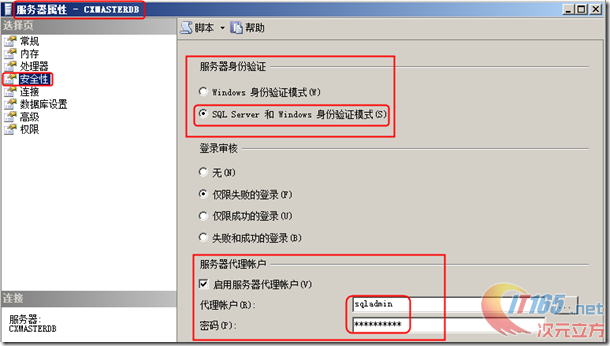 服务器属性 - CXMASTERDB
选择页
常规
内存
处理器
安全性
连接
数据库设置
高级
权限
脚本 帮助
服务器身份验证
Windows 身份验证模式(W)
SQL Server 和 Windows 身份验证模式(S)
登录审核
无(N)
仅限失败的登录(F)
仅限成功的登录(U)
失败和成功的登录(B)
服务器代理帐户
启用服务器代理帐户(V)
代理帐户(R): sqladmin
密码(P): **********
连接
服务器:
CXMASTERDB
IT165.net
次元立方